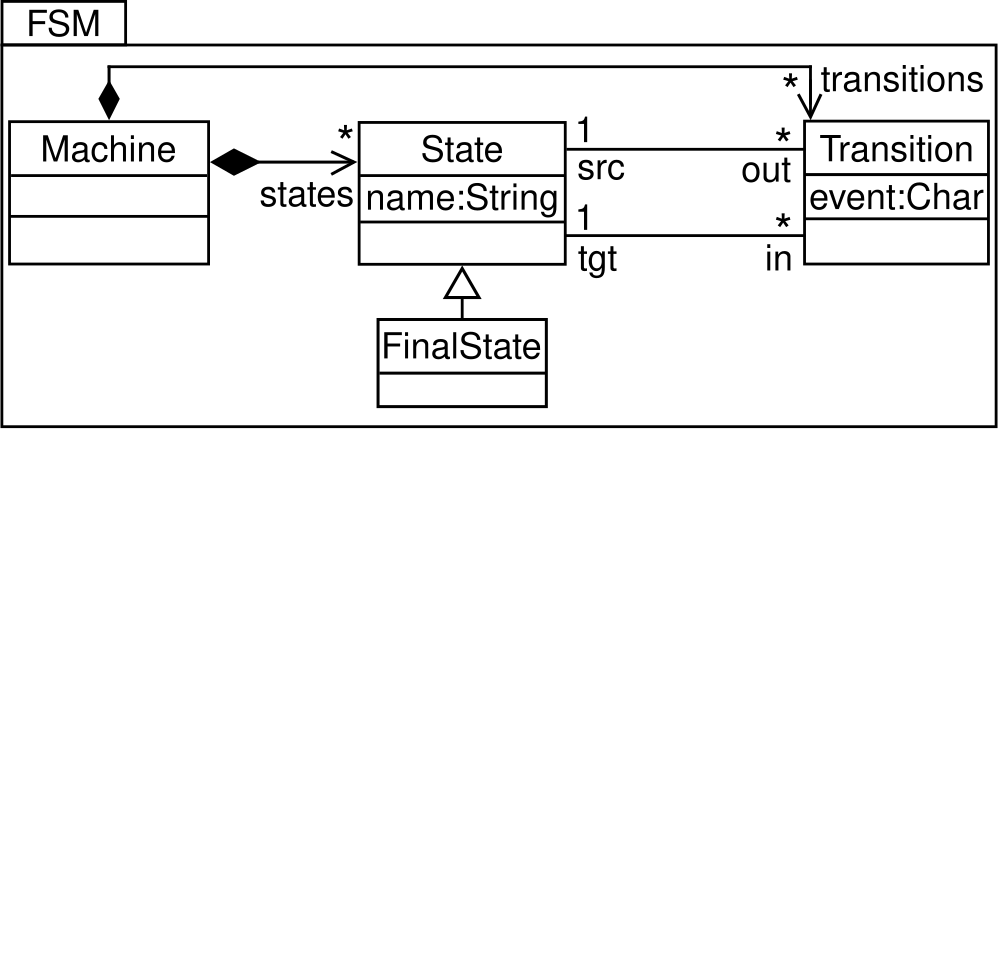 FSM
* transitions
Machine
*
states
State
name:String
1
src
*
out
1
tgt
*
in
Transition
event:Char
FinalState